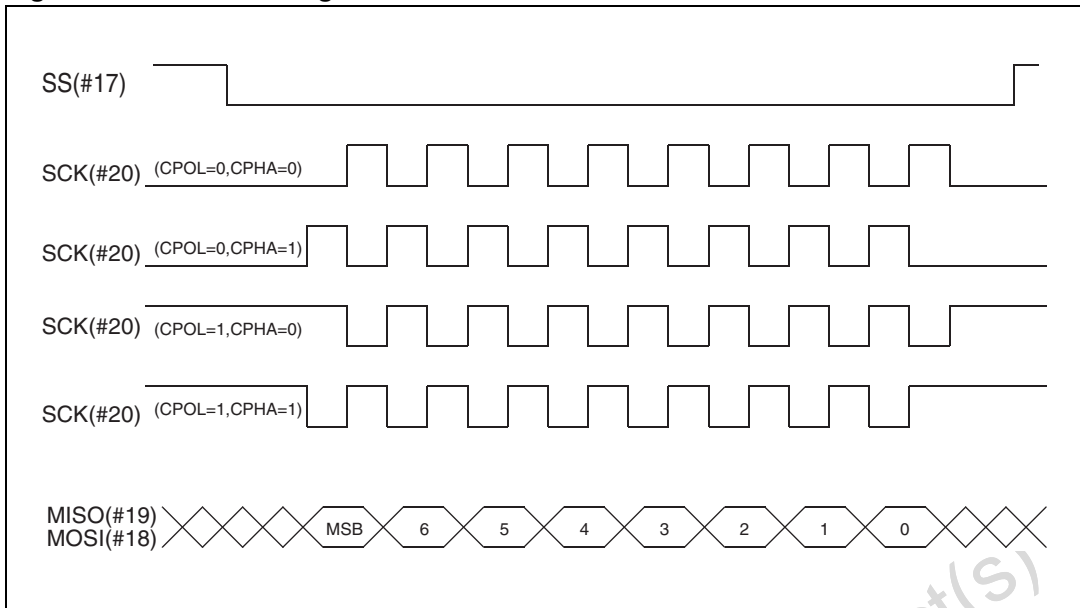 SS(#17)
SCK(#20) (CPOL=0,CPHA=0)
SCK(#20) (CPOL=0,CPHA=1)
SCK(#20) (CPOL=1,CPHA=0)
SCK(#20) (CPOL=1,CPHA=1)
MISO(#19)
MOSI(#18)
MSB 6 5 4 3 2 1 0
t(s)